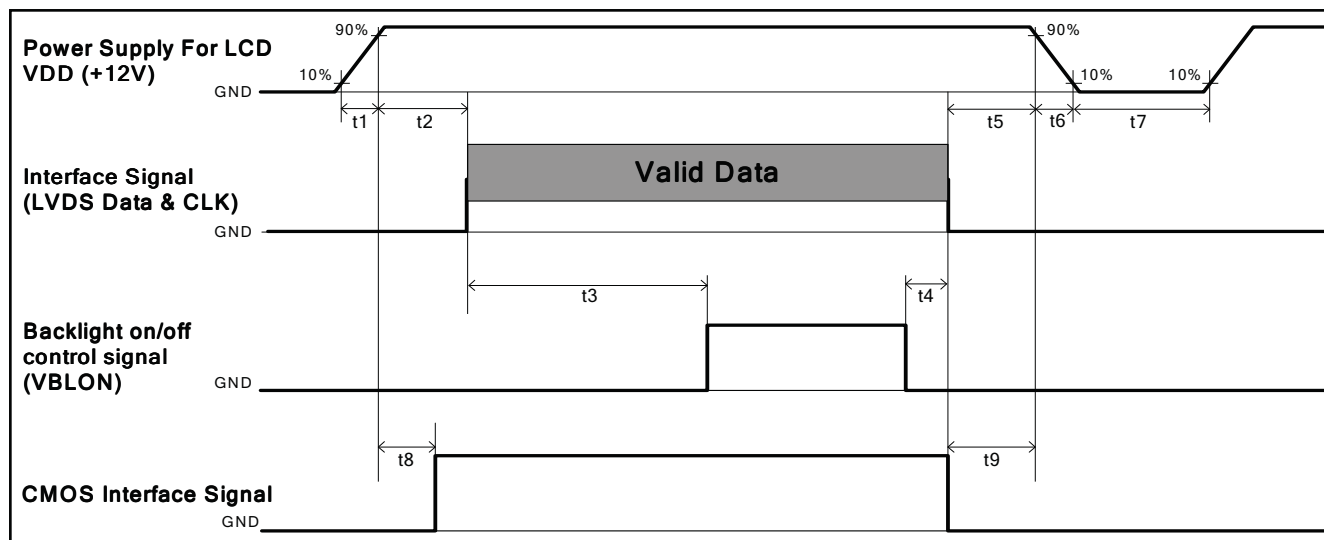 Power Supply For LCD
VDD (+12V)
90%
10%
GND
90%
10%
10%
t1
t2
t5
t6
t7
Interface Signal
(LVDS Data & CLK)
Valid Data
GND
t3
t4
Backlight on/off
control signal
(VBLON)
GND
t8
t9
CMOS Interface Signal
GND